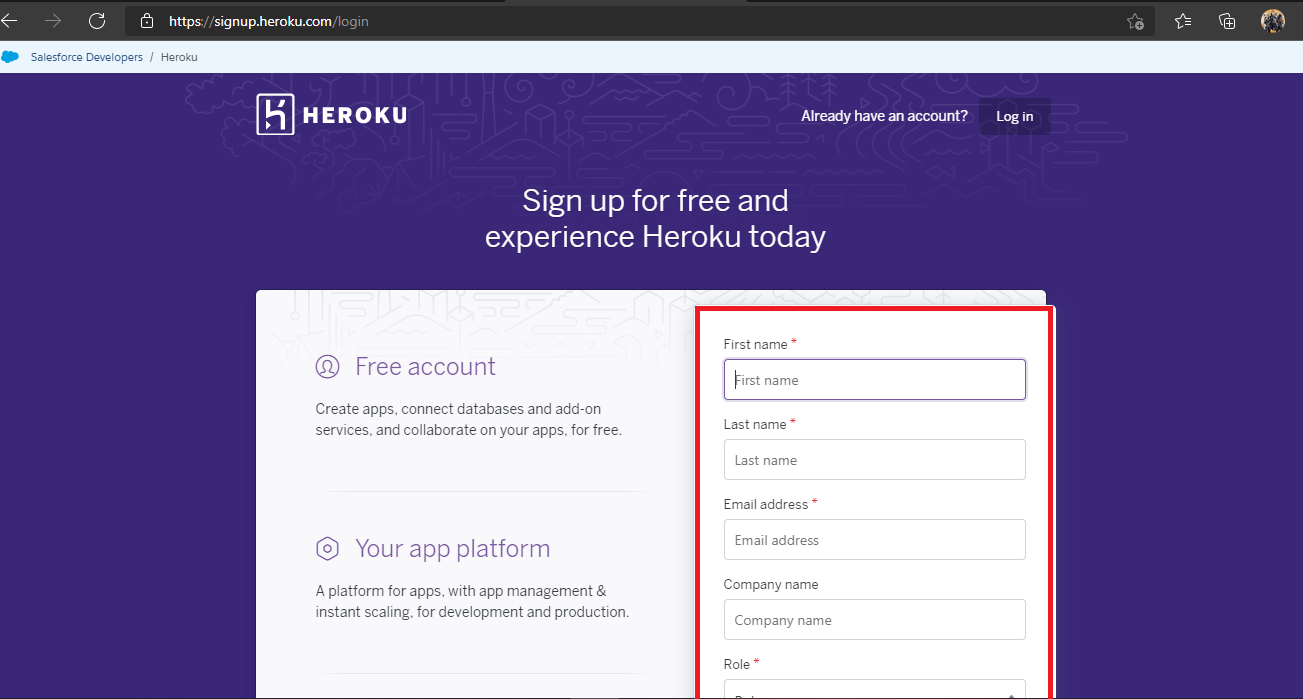 https://signup.heroku.com/login
Salesforce Developers / Heroku
HEROKU
Already have an account? Log in
Sign up for free and
experience Heroku today
Free account
Create apps, connect databases and add-on
services, and collaborate on your apps, for free.
Your app platform
A platform for apps, with app management &
instant scaling, for development and production.
First name *
First name
Last name *
Last name
Email address *
Email address
Company name
Company name
Role *